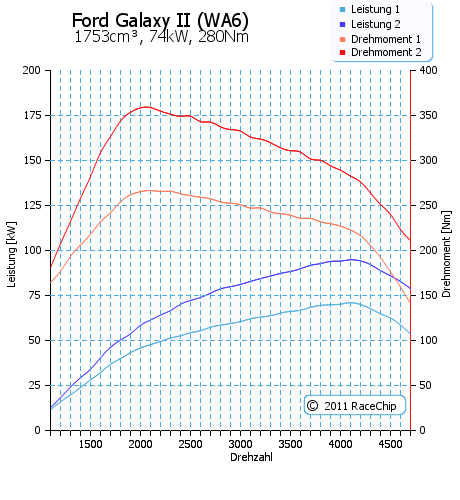 Ford Galaxy II (WA6)
1753cm³, 74kW, 280Nm
Leistung 1
Leistung 2
Drehmoment 1
Drehmoment 2
200
175
150
125
100
75
50
25
0
Leistung [kW]
400
350
300
250
200
150
100
50
0
Drehmoment [Nm]
1500 2000 2500 3000 3500 4000 4500
Drehzahl
© 2011 RaceChip